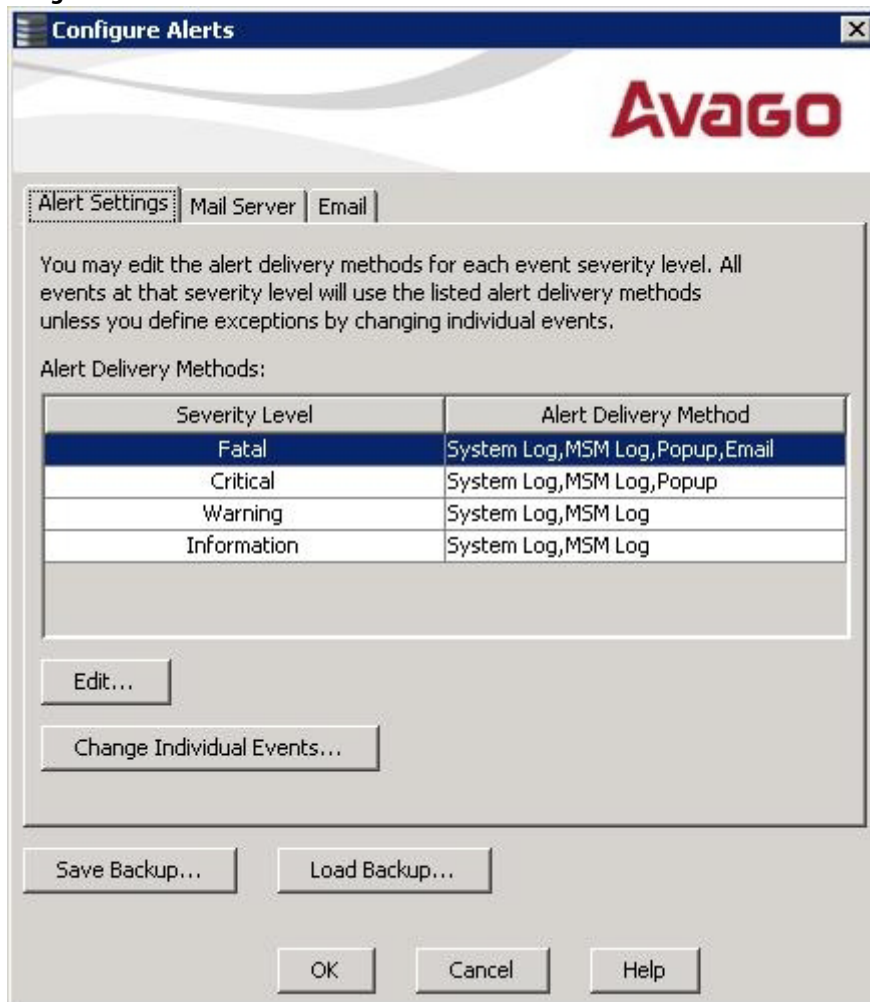 Configure Alerts
AVAGO
Alert Settings Mail Server Email
You may edit the alert delivery methods for each event severity level. All
events at that severity level will use the listed alert delivery methods
unless you define exceptions by changing individual events.
Alert Delivery Methods:
Severity Level Alert Delivery Method
Fatal System Log,MSM Log,Popup,Email
Critical System Log,MSM Log,Popup
Warning System Log,MSM Log
Information System Log,MSM Log
Edit...
Change Individual Events...
Save Backup... Load Backup...
OK Cancel Help